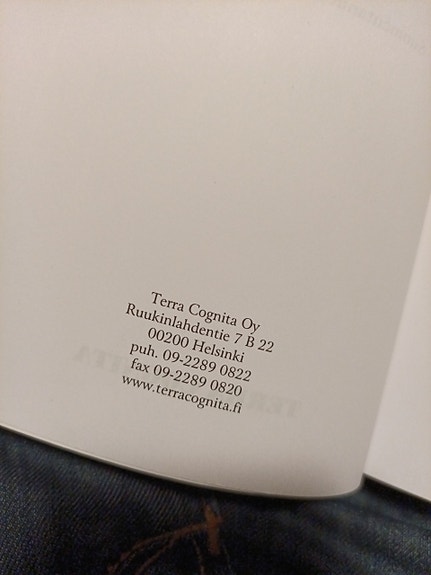 Terra Cognita Oy
Ruukinlahdentie 7 B 22
00200 Helsinki
puh. 09-2289 0822
fax 09-2289 0820
www.terracognita.fi